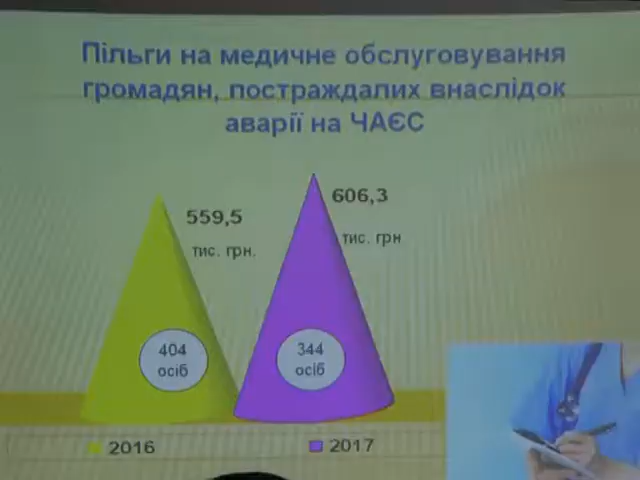 Пільги на медичне обслуговування
громадян, постраждалих внаслідок
аварії на ЧАЄС
606,3
559,5
тис. грн
тис. грн.
404
осіб
344
осіб
2016
2017